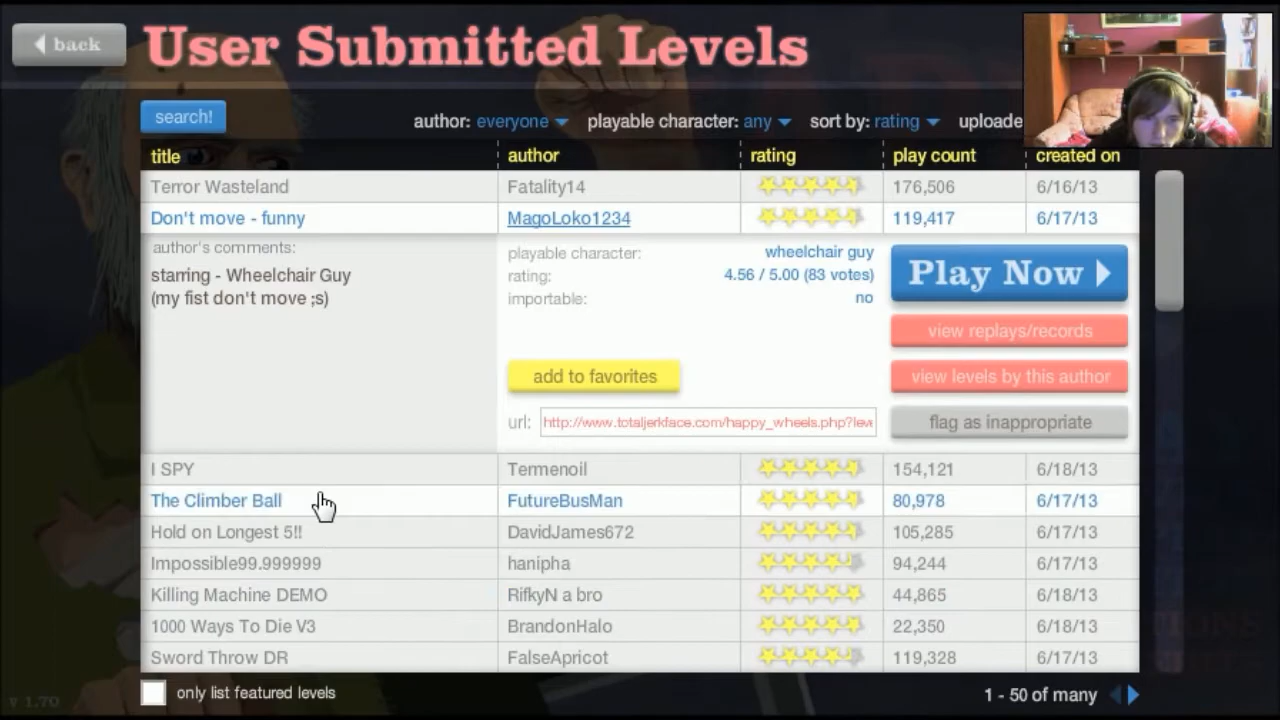 back
User Submitted Levels
search!
author: everyone playable character: any sort by: rating uploade
title author rating play count created on
Terror Wasteland Fatality14 176,506 6/16/13
Don't move - funny MagoLoko1234 119,417 6/17/13
author's comments:
starring - Wheelchair Guy
(my fist don't move ;s)
playable character: wheelchair guy
rating: 4.56 / 5.00 (83 votes)
importable: no
add to favorites
url: http://www.totaljerkface.com/happy_wheels.php?leve
Play Now
view replays/records
view levels by this author
flag as inappropriate
I SPY Termenoil 154,121 6/18/13
The Climber Ball FutureBusMan 80,978 6/17/13
Hold on Longest 5!! DavidJames672 105,285 6/17/13
Impossible99.999999 hanipha 94,244 6/17/13
Killing Machine DEMO RifkyN a bro 44,865 6/18/13
1000 Ways To Die V3 BrandonHalo 22,350 6/18/13
Sword Throw DR FalseApricot 119,328 6/17/13
only list featured levels
1 - 50 of many
v 1.70